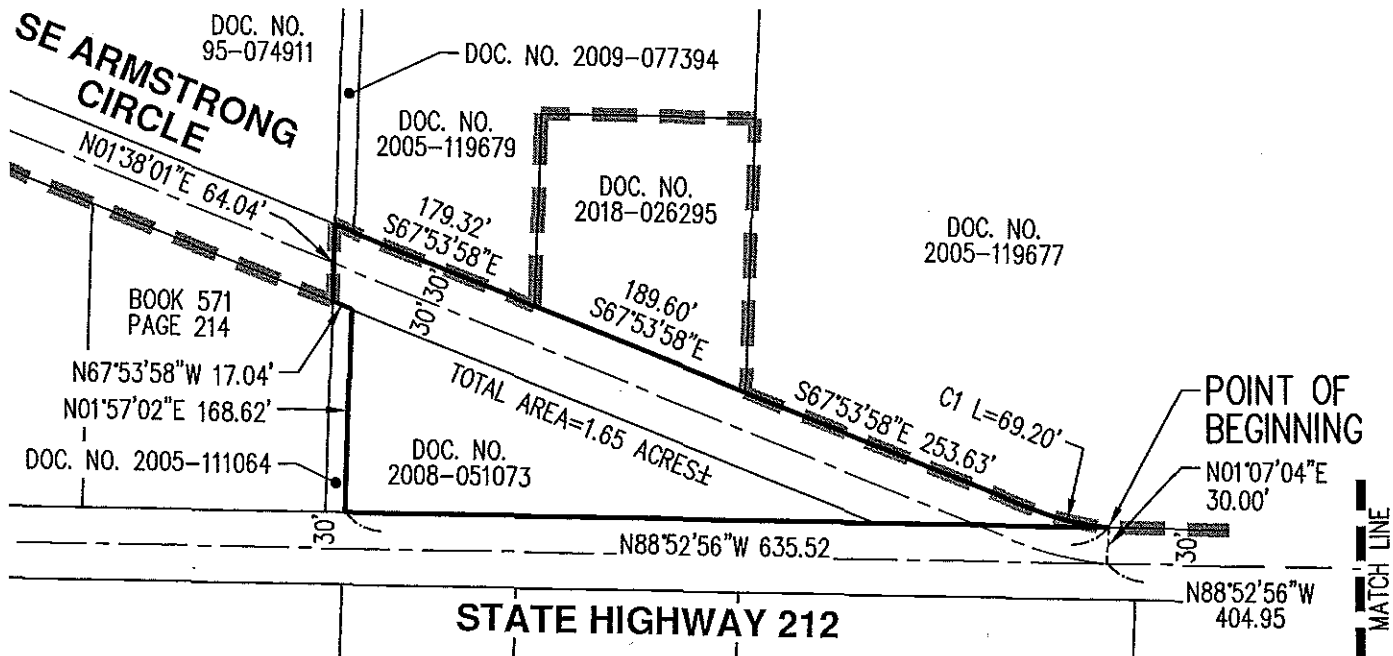 DOC. NO.
95-074911
SE ARMSTRONG
CIRCLE
DOC. NO. 2009-077394
DOC. NO.
2005-119679
N01°38'01"E 64.04'
179.32'
S67°53'58"E
DOC. NO.
2018-026295
DOC. NO.
2005-119677
BOOK 571
PAGE 214
30'
30'
189.60'
S67°53'58"E
N67°53'58"W 17.04'
N01°57'02"E 168.62'
TOTAL AREA=1.65 ACRES±
S67°53'58"E 253.63'
C1 L=69.20'
POINT OF
BEGINNING
DOC. NO. 2005-111064
DOC. NO.
2008-051073
N01°07'04"E
30.00'
30'
N88°52'56"W 635.52
30'
N88°52'56"W
404.95
MATCH LINE
STATE HIGHWAY 212